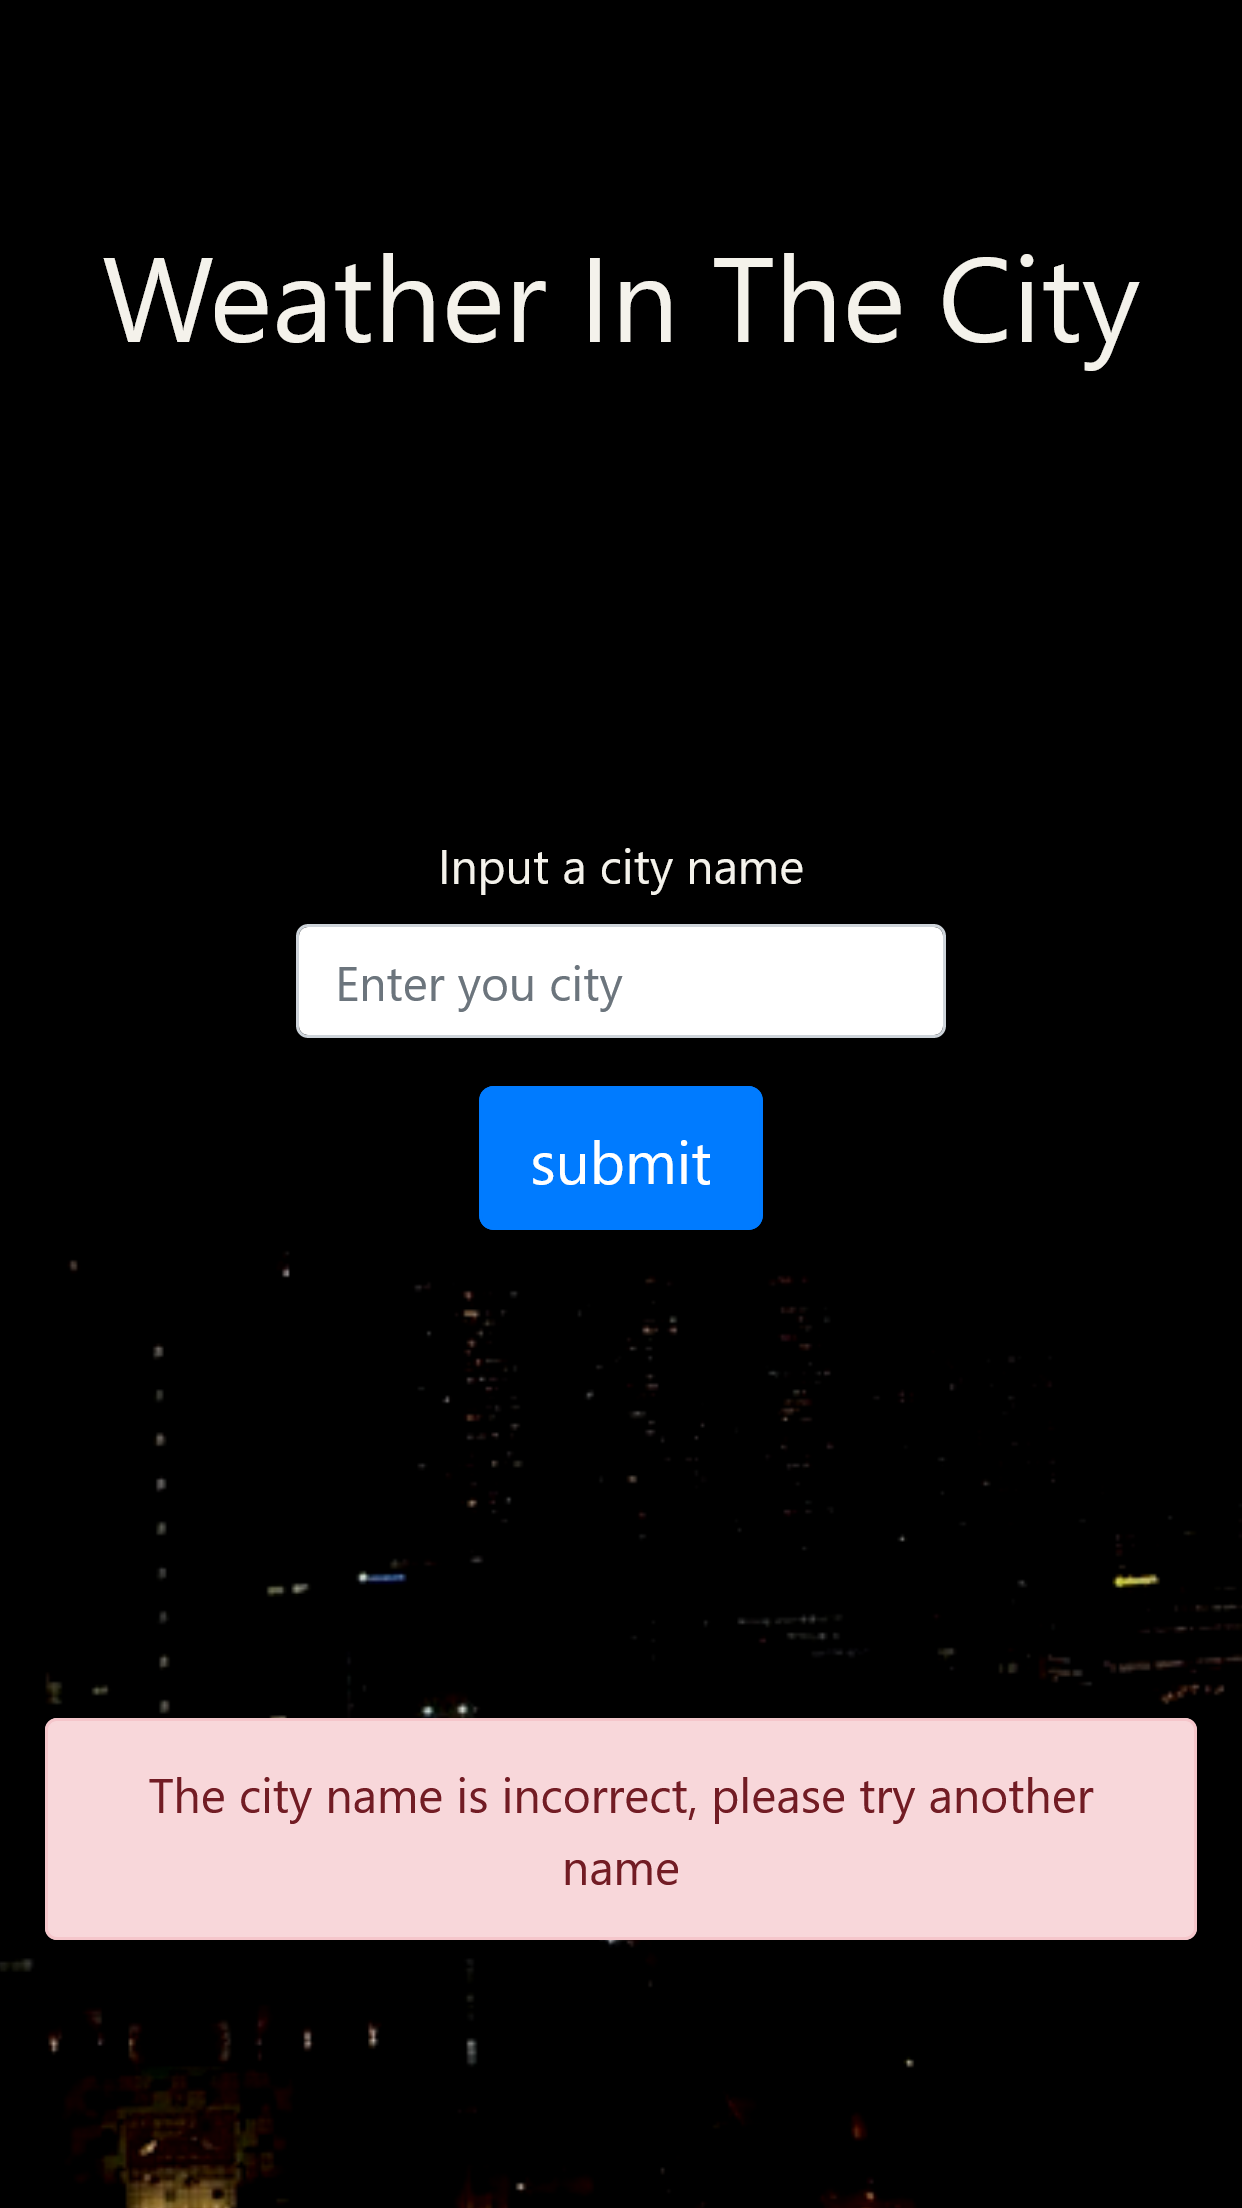 Weather In The City
Input a city name
Enter you city
submit
The city name is incorrect, please try another
name